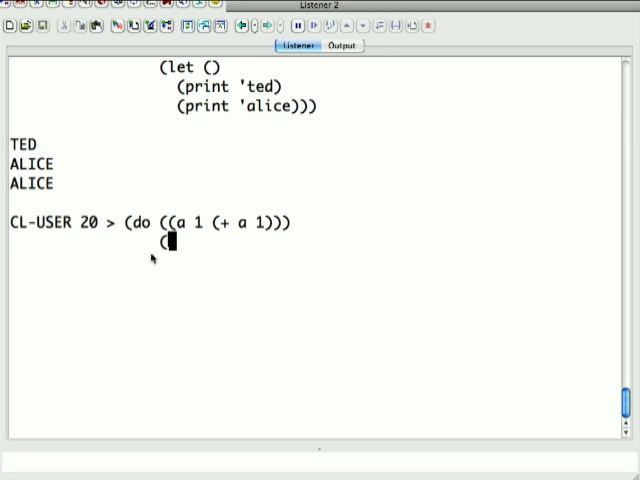 Listener 2
Listener Output
(let ()
(print 'ted)
(print 'alice)))
TED
ALICE
ALICE
CL-USER 20 > (do ((a 1 (+ a 1)))
(